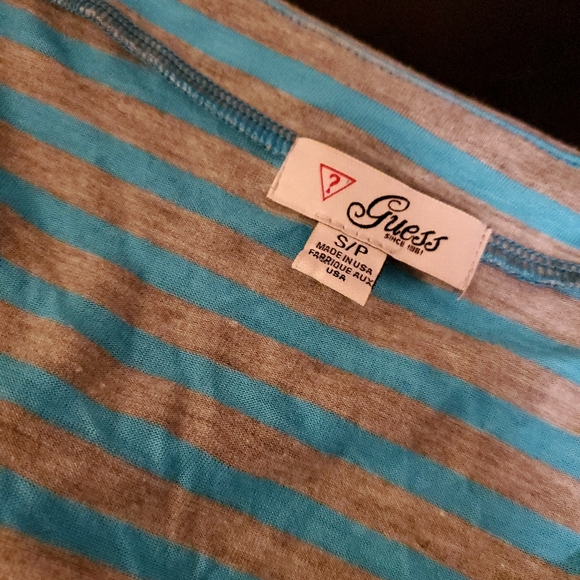 ?
Guess
SINCE 1981
S/P
MADE IN USA
FABRIQUE AUX
USA